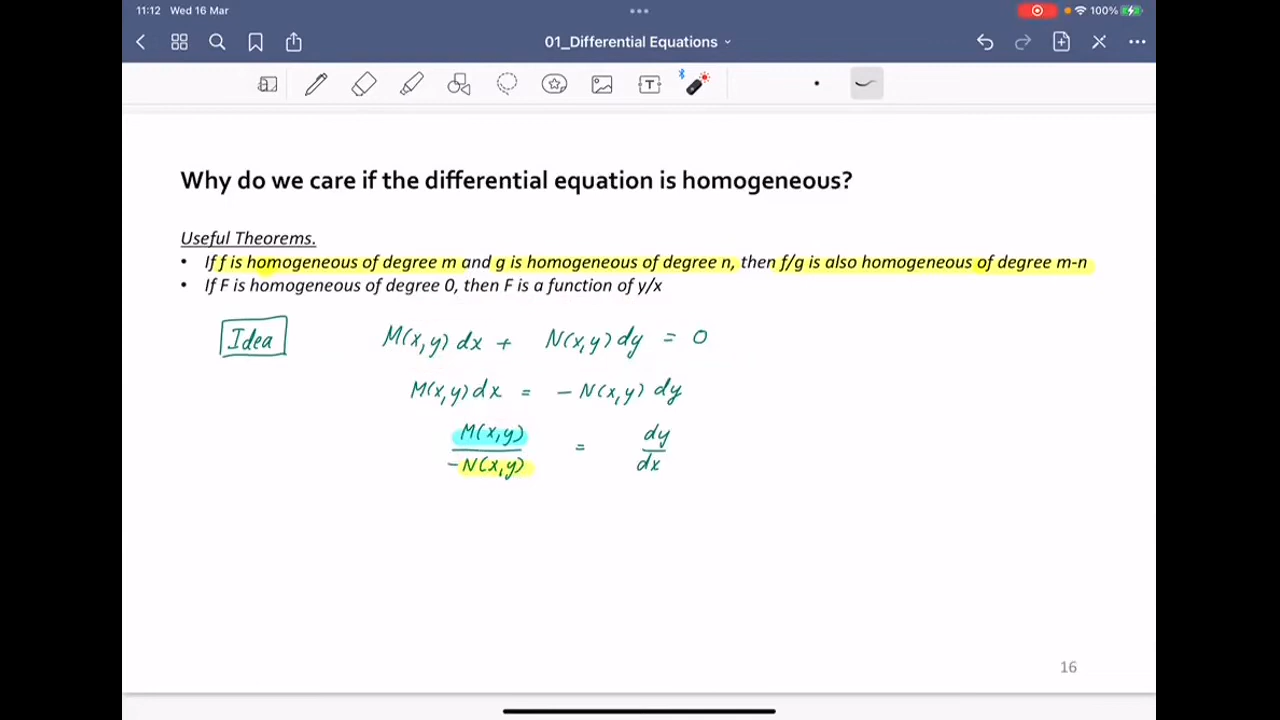 11:12 Wed 16 Mar
100%
01_Differential Equations
T
Why do we care if the differential equation is homogeneous?
Useful Theorems.
• If f is homogeneous of degree m and g is homogeneous of degree n, then f/g is also homogeneous of degree m-n
• If F is homogeneous of degree 0, then F is a function of y/x
Idea M(x,y) dx + N(x,y) dy = 0
M(x,y) dx = - N(x,y) dy
M(x,y) / -N(x,y) = dy / dx
16